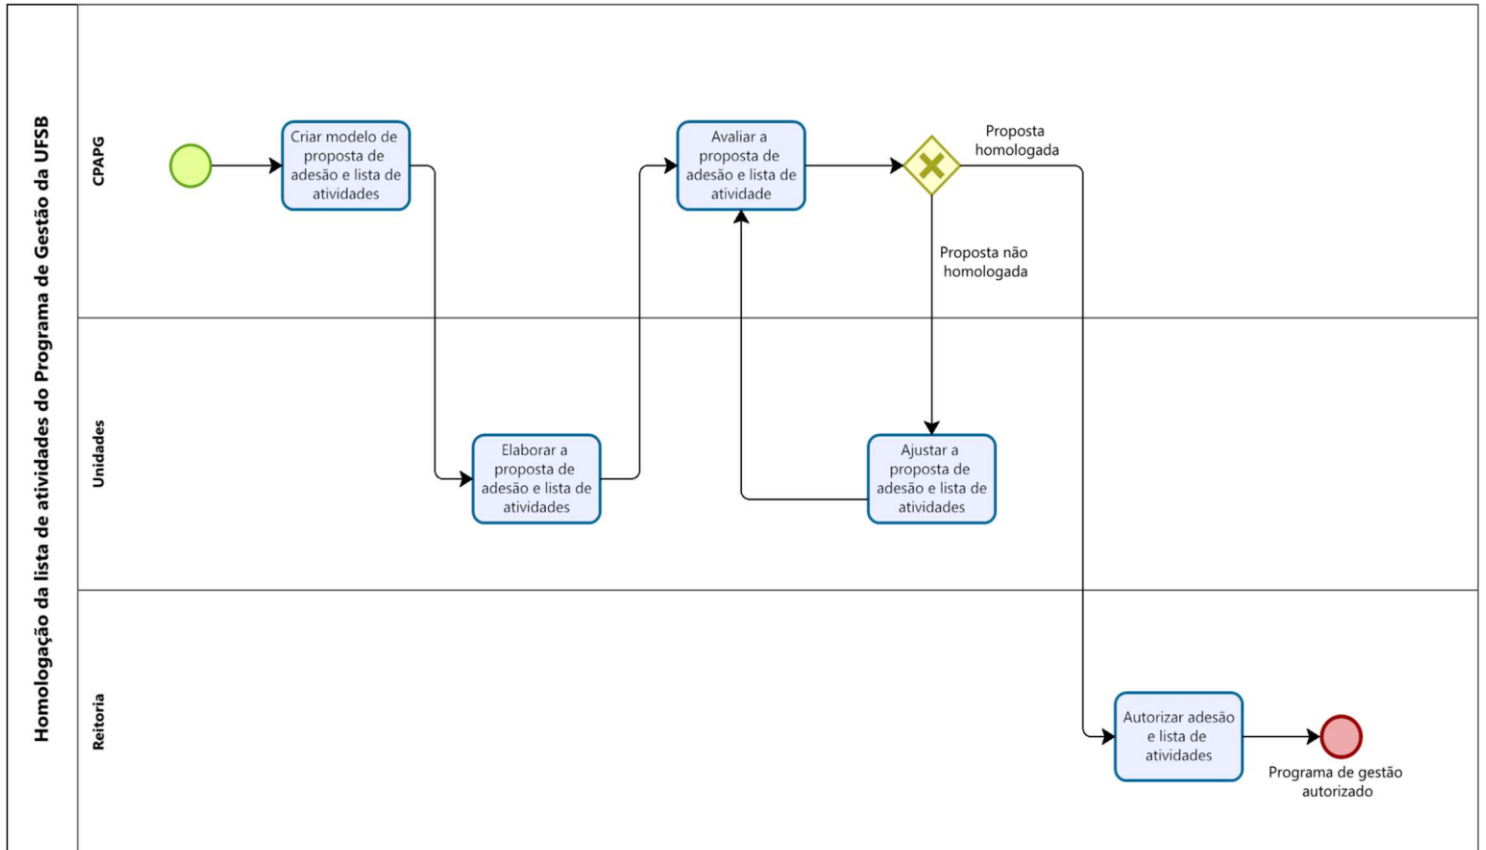 Homologação da lista de atividades do Programa de Gestão da UFSB
CPAPG
Criar modelo de
proposta de
adesão e lista de
atividades
Avaliar a
proposta de
adesão e lista de
atividade
Proposta
homologada
Proposta não
homologada
Unidades
Elaborar a
proposta de
adesão e lista de
atividades
Ajustar a
proposta de
adesão e lista de
atividades
Reitoria
Autorizar adesão
e lista de
atividades
Programa de gestão
autorizado